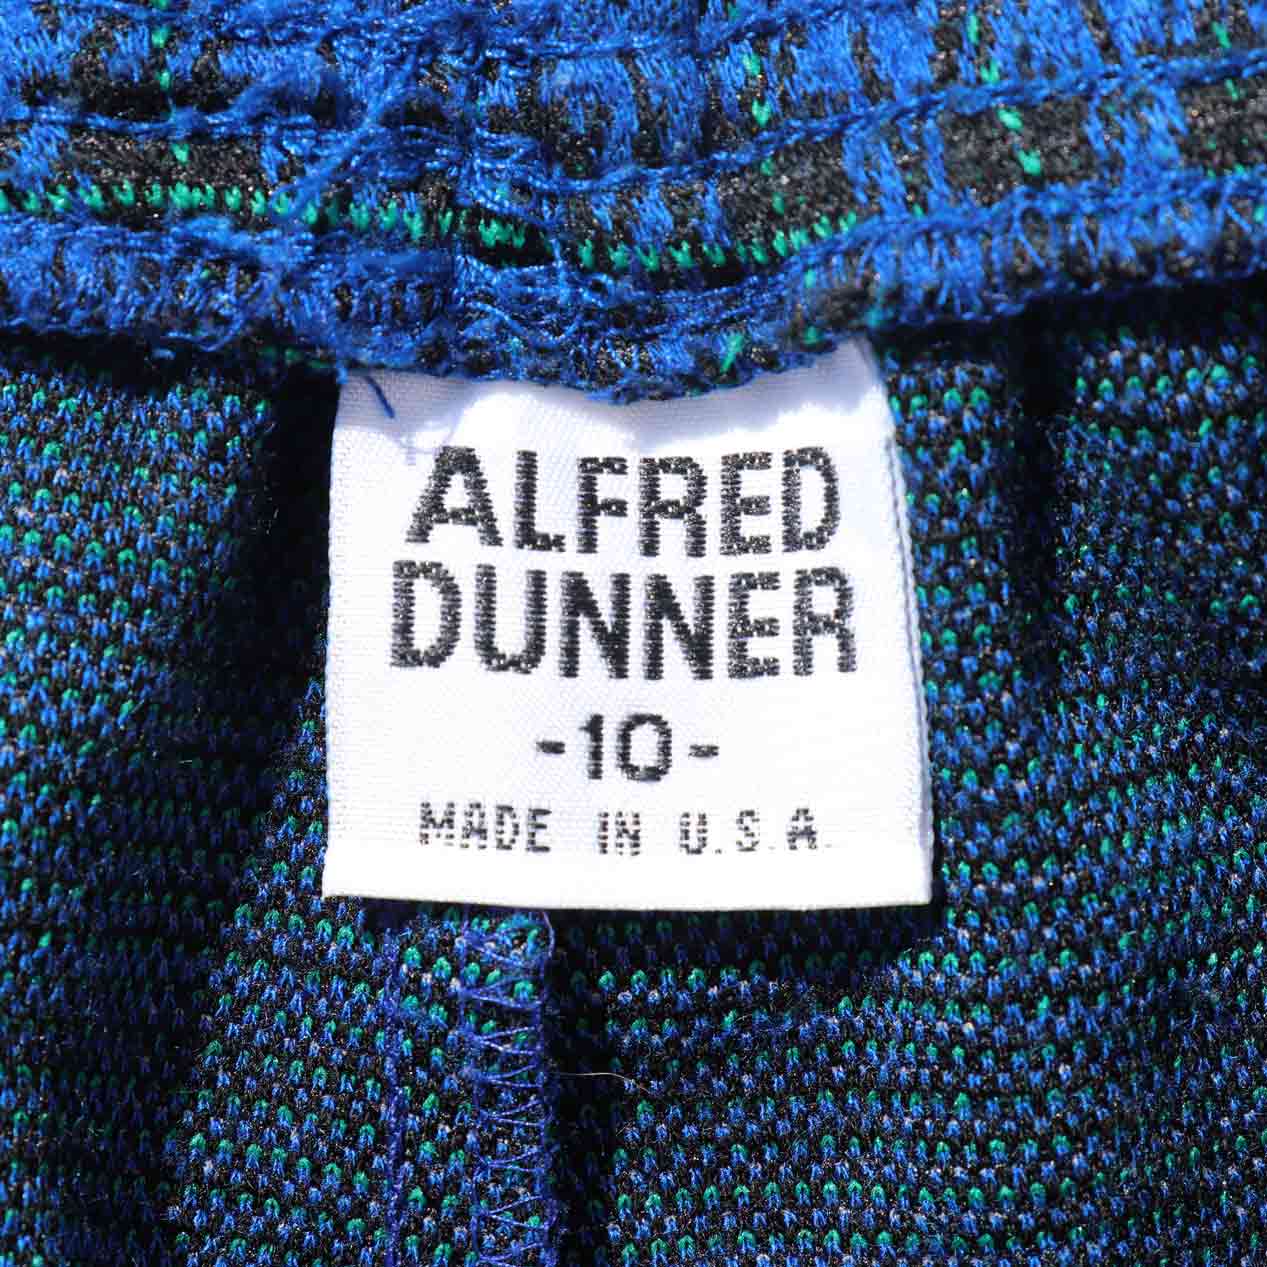 ALFRED
DUNNER
-10-
MADE IN U.S.A.